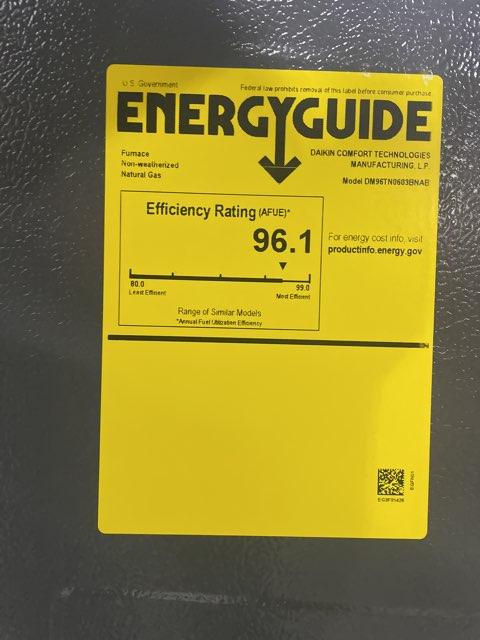 U.S. Government
Federal law prohibits removal of this label before consumer purchase.
ENERGYGUIDE
Furnace
Non-weatherized
Natural Gas
DAIKIN COMFORT TECHNOLOGIES
MANUFACTURING, L.P.
Model DM96TN0603BNAB
Efficiency Rating (AFUE)*
96.1
For energy cost info, visit
productinfo.energy.gov
80.0
99.0
Least Efficient
Most Efficient
Range of Similar Models
*Annual Fuel Utilization Efficiency